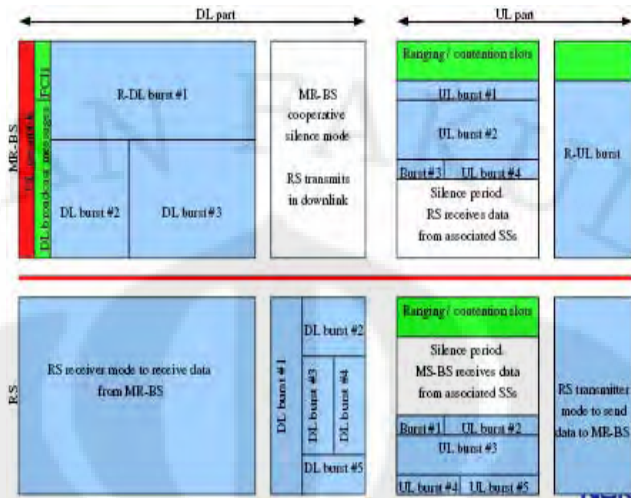 DL part
UL part
MR-BS
FCH
DL broadcast messages
R-DL burst #1
DL burst #2
DL burst #3
MR-BS
cooperative
silence mode
RS transmits
in downlink
Ranging / contention slots
UL burst #1
UL burst #2
Burst #3
UL burst #4
Silence period.
RS receives data
from associated SSs
R-UL burst
RS
RS receiver mode to receive data
from MR-BS
DL burst #1
DL burst #2
DL burst #3
DL burst #4
DL burst #5
Ranging / contention slots
Silence period.
MS-BS receives data
from associated SSs
Burst #1
UL burst #2
UL burst #3
UL burst #4
UL burst #5
RS transmitter
mode to send
data to MR-BS